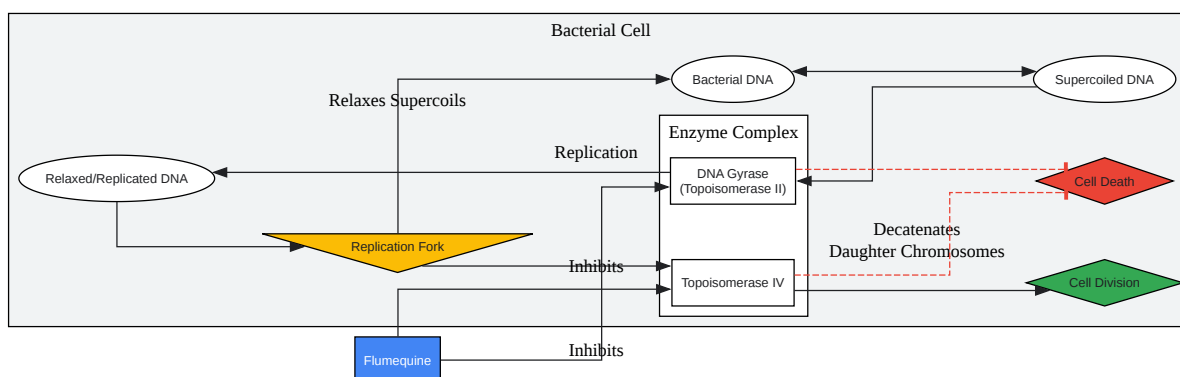 Bacterial Cell
Bacterial DNA
Supercoiled DNA
Relaxes Supercoils
Enzyme Complex
Replication
DNA Gyrase
(Topoisomerase II)
Relaxed/Replicated DNA
Cell Death
Decatenates
Daughter Chromosomes
Replication Fork
Inhibits
Topoisomerase IV
Cell Division
Flumequine
Inhibits